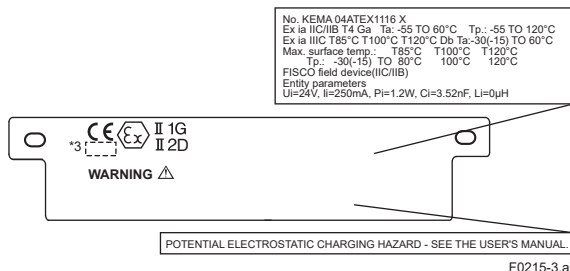 No. KEMA 04ATEX1116 X
Ex ia IIC/IIB T4 Ga Ta: -55 TO 60°C Tp.: -55 TO 120°C
Ex ia IIIC T85°C T100°C T120°C Db Ta:-30(-15) TO 60°C
Max. surface temp.: T85°C T100°C T120°C
Tp.: -30(-15) TO 80°C 100°C 120°C
FISCO field device(IIC/IIB)
Entity parameters
Ui=24V, Ii=250mA, Pi=1.2W, Ci=3.52nF, Li=0µH
CE Ex II 1G
*3 II 2D
WARNING ⚠
POTENTIAL ELECTROSTATIC CHARGING HAZARD - SEE THE USER'S MANUAL.
F0215-3.ai